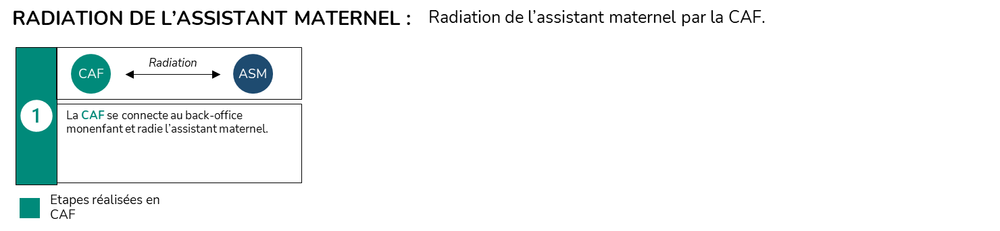 RADIATION DE L’ASSISTANT MATERNEL : Radiation de l’assistant maternel par la CAF.
CAF Radiation ASM
1
La CAF se connecte au back-office
monenfant et radie l’assistant maternel.
Etapes réalisées en
CAF